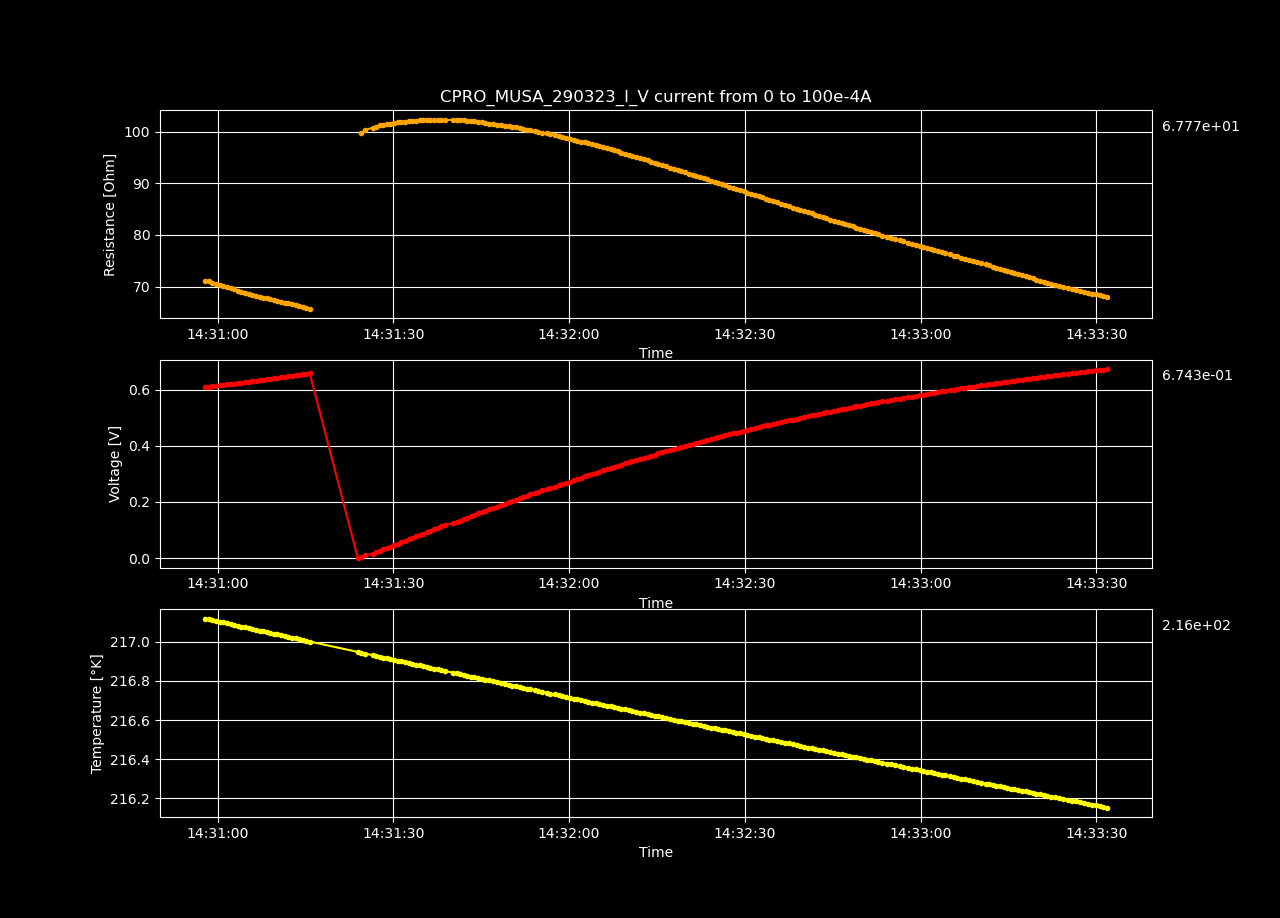 CPRO_MUSA_290323_I_V current from 0 to 100e-4A
6.777e+01
Resistance [Ohm]
100
90
80
70
14:31:00 14:31:30 14:32:00 14:32:30 14:33:00 14:33:30
Time
6.743e-01
Voltage [V]
0.6
0.4
0.2
0.0
14:31:00 14:31:30 14:32:00 14:32:30 14:33:00 14:33:30
Time
2.16e+02
Temperature [°K]
217.0
216.8
216.6
216.4
216.2
14:31:00 14:31:30 14:32:00 14:32:30 14:33:00 14:33:30
Time